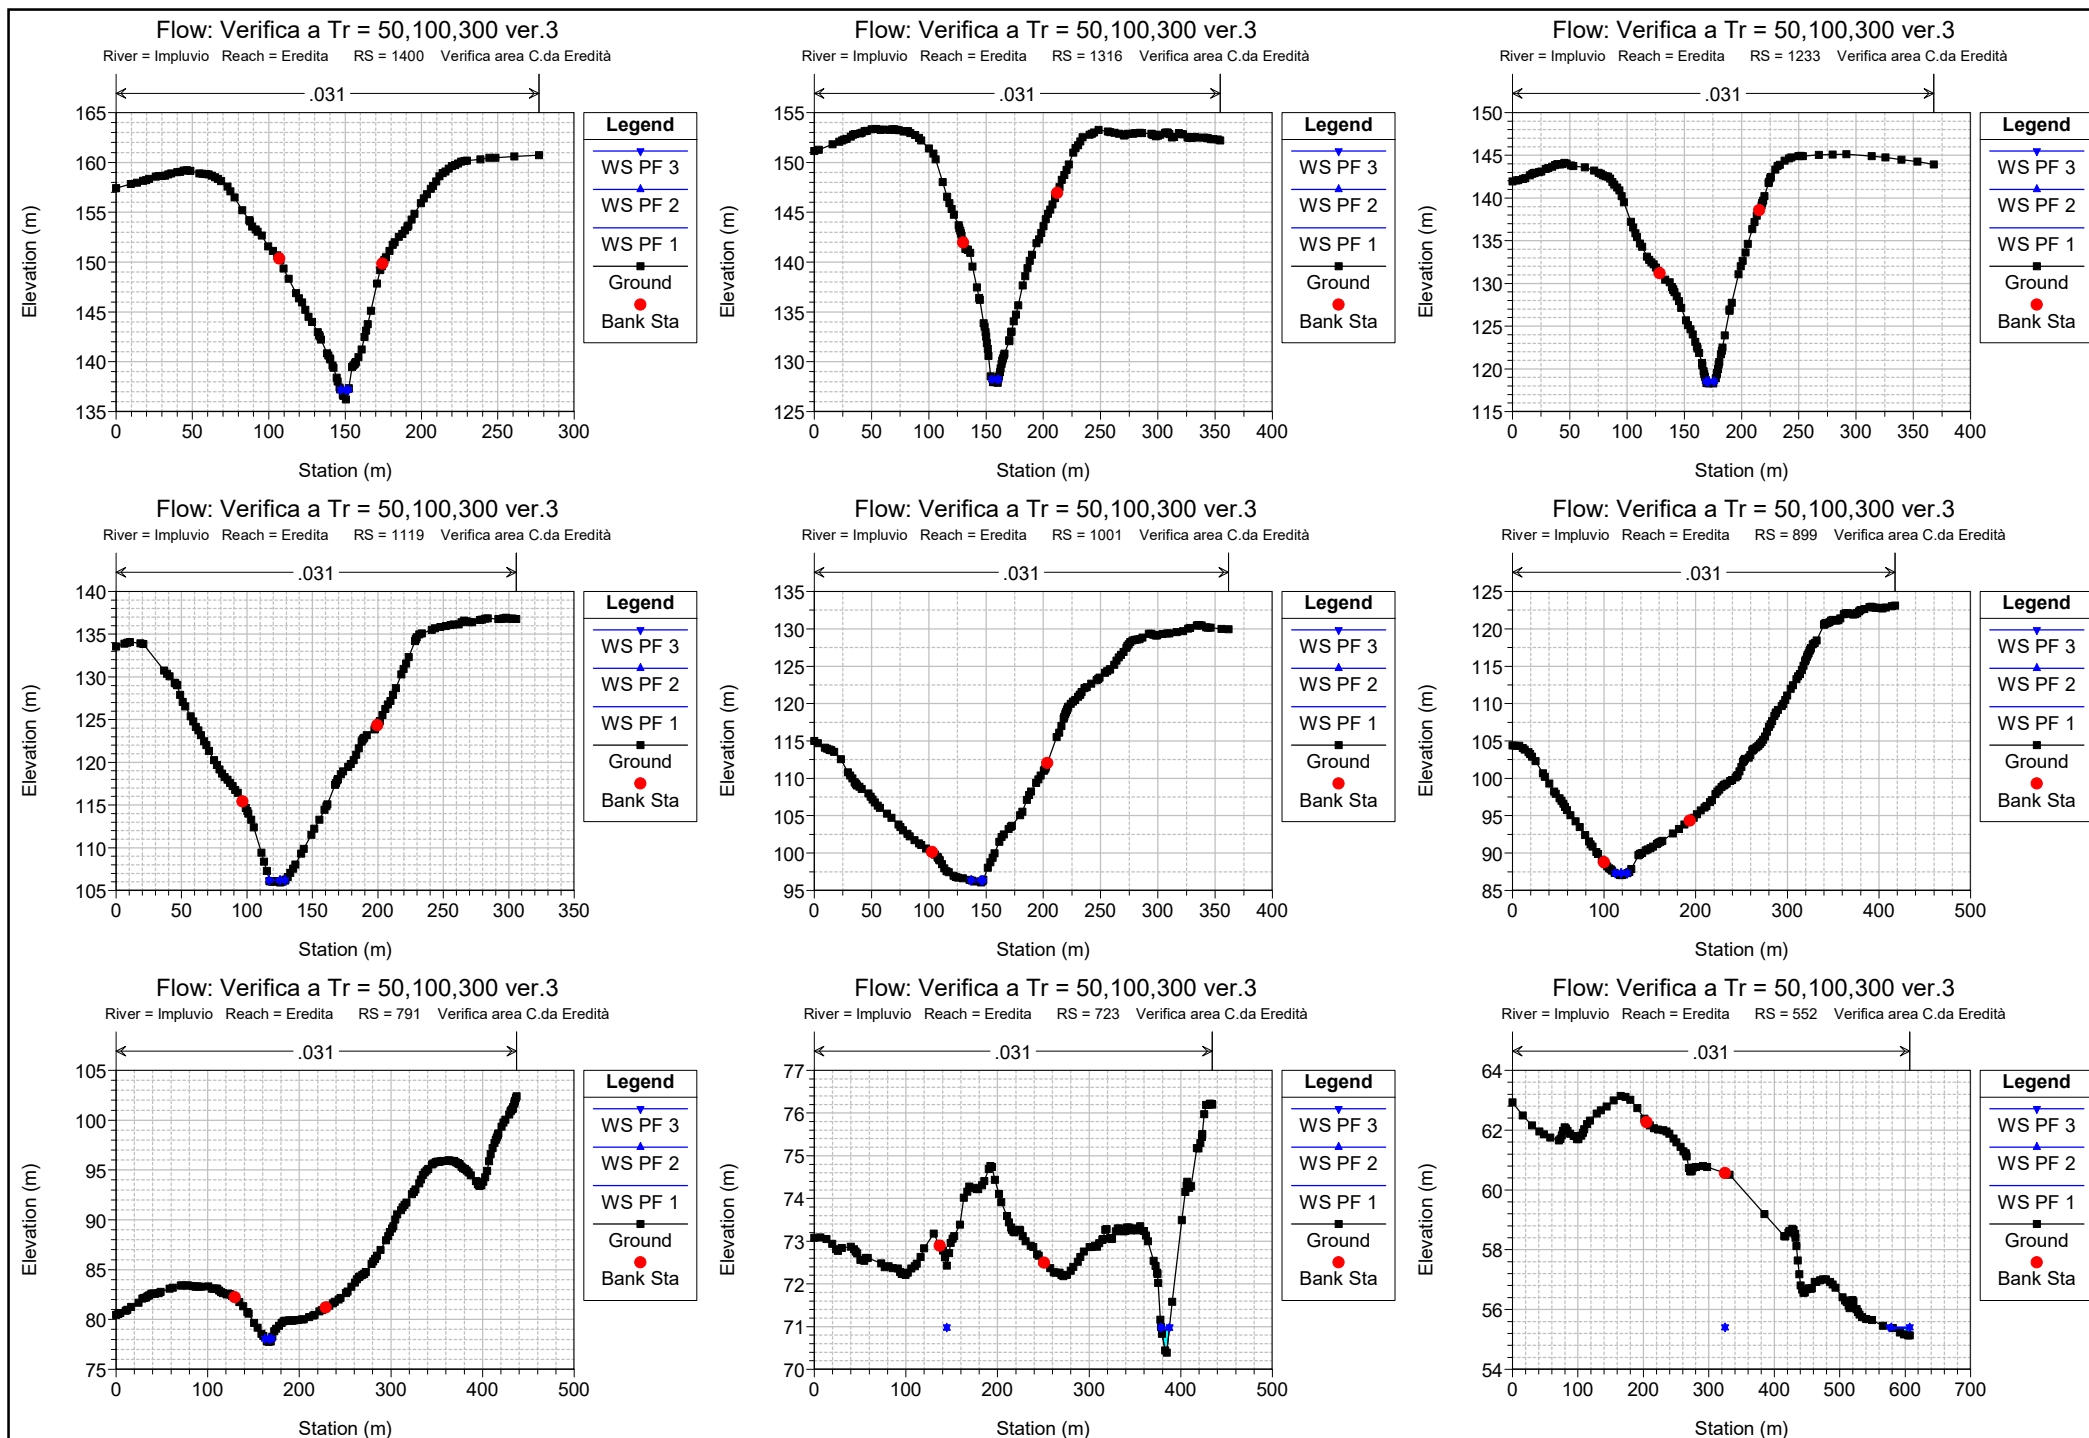 Flow: Verifica a Tr = 50,100,300 ver.3
River = Impluvio Reach = Eredita RS = 1400 Verifica area C.da Eredità
.031
Elevation (m)
165
160
155
150
145
140
135
0 50 100 150 200 250 300
Station (m)
Legend
WS PF 3
WS PF 2
WS PF 1
Ground
Bank Sta
Flow: Verifica a Tr = 50,100,300 ver.3
River = Impluvio Reach = Eredita RS = 1316 Verifica area C.da Eredità
.031
Elevation (m)
155
150
145
140
135
130
125
0 50 100 150 200 250 300 350 400
Station (m)
Legend
WS PF 3
WS PF 2
WS PF 1
Ground
Bank Sta
Flow: Verifica a Tr = 50,100,300 ver.3
River = Impluvio Reach = Eredita RS = 1233 Verifica area C.da Eredità
.031
Elevation (m)
150
145
140
135
130
125
120
115
0 50 100 150 200 250 300 350 400
Station (m)
Legend
WS PF 3
WS PF 2
WS PF 1
Ground
Bank Sta
Flow: Verifica a Tr = 50,100,300 ver.3
River = Impluvio Reach = Eredita RS = 1119 Verifica area C.da Eredità
.031
Elevation (m)
140
135
130
125
120
115
110
105
0 50 100 150 200 250 300 350
Station (m)
Legend
WS PF 3
WS PF 2
WS PF 1
Ground
Bank Sta
Flow: Verifica a Tr = 50,100,300 ver.3
River = Impluvio Reach = Eredita RS = 1001 Verifica area C.da Eredità
.031
Elevation (m)
135
130
125
120
115
110
105
100
95
0 50 100 150 200 250 300 350 400
Station (m)
Legend
WS PF 3
WS PF 2
WS PF 1
Ground
Bank Sta
Flow: Verifica a Tr = 50,100,300 ver.3
River = Impluvio Reach = Eredita RS = 899 Verifica area C.da Eredità
.031
Elevation (m)
125
120
115
110
105
100
95
90
85
0 100 200 300 400 500
Station (m)
Legend
WS PF 3
WS PF 2
WS PF 1
Ground
Bank Sta
Flow: Verifica a Tr = 50,100,300 ver.3
River = Impluvio Reach = Eredita RS = 791 Verifica area C.da Eredità
.031
Elevation (m)
105
100
95
90
85
80
75
0 100 200 300 400 500
Station (m)
Legend
WS PF 3
WS PF 2
WS PF 1
Ground
Bank Sta
Flow: Verifica a Tr = 50,100,300 ver.3
River = Impluvio Reach = Eredita RS = 723 Verifica area C.da Eredità
.031
Elevation (m)
77
76
75
74
73
72
71
70
0 100 200 300 400 500
Station (m)
Legend
WS PF 3
WS PF 2
WS PF 1
Ground
Bank Sta
Flow: Verifica a Tr = 50,100,300 ver.3
River = Impluvio Reach = Eredita RS = 552 Verifica area C.da Eredità
.031
Elevation (m)
64
62
60
58
56
54
0 100 200 300 400 500 600 700
Station (m)
Legend
WS PF 3
WS PF 2
WS PF 1
Ground
Bank Sta